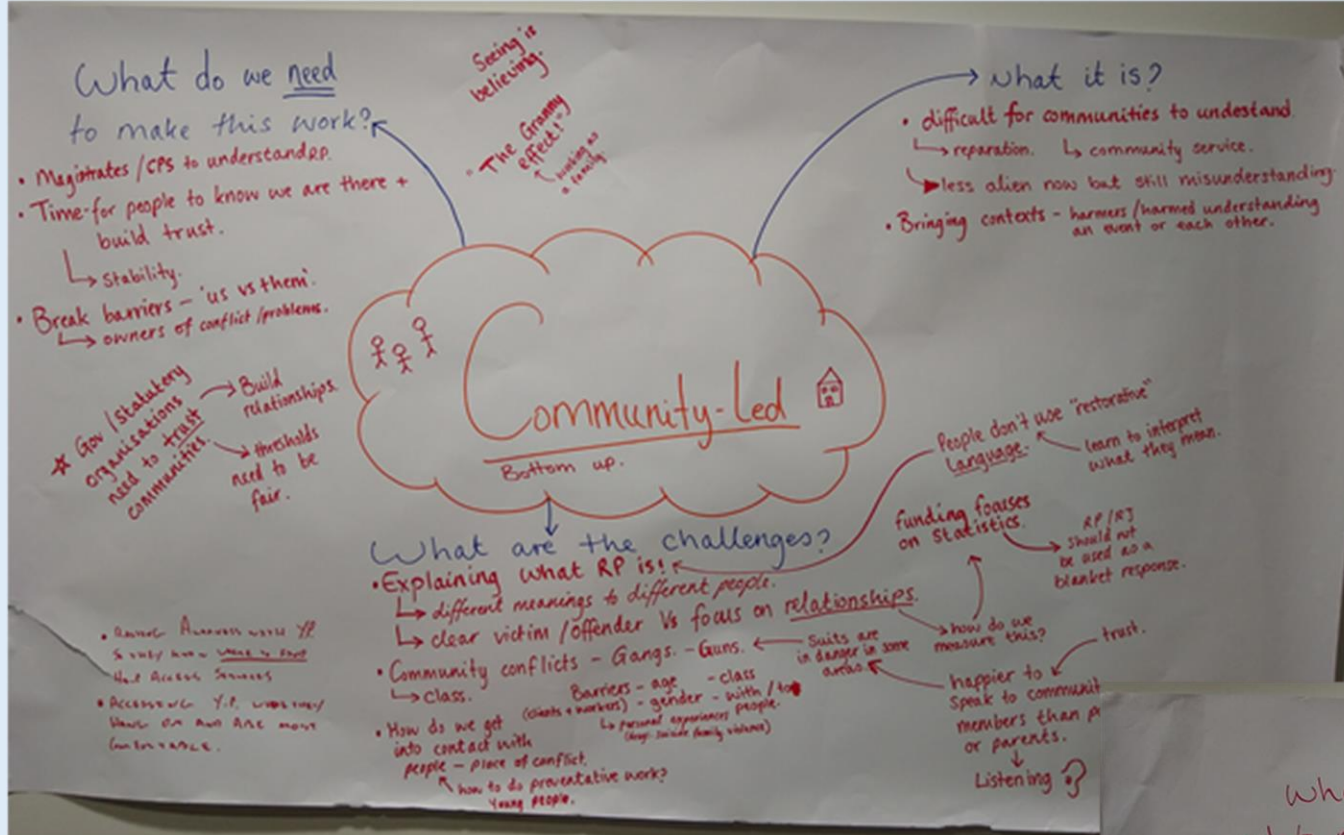 What do we need
to make this work?
• Magistrates/CPS to understand RP.
• Time-for people to know we are there +
build trust.
↳ Stability.
• Break barriers - 'us vs them'.
↳ owners of conflict/problems.
☆ Gov/Statutory
organisations
need to trust
communities.
→ Build
relationships.
→ thresholds
need to be
fair.
Seeing is
believing.
"The Granny
effect!"
working as
a family.
What it is?
• difficult for communities to undestand.
↳ reparation. ↳ community service.
↳ less alien now but still misunderstanding.
• Bringing contexts - harmers/harmed understanding
an event or each other.
Community-Led
Bottom up.
What are the challenges?
• Explaining what RP is!
↳ different meanings to different people.
↳ clear victim/offender Vs focus on relationships.
• Community conflicts - Gangs. - Guns.
↳ Class.
Suits are
in danger in some
areas.
Barriers - age - class
(clients + workers) - gender - with / to
↳ personal experiences people.
family violence)
• How do we get
into contact with
people - place of conflict.
how to do preventative work?
Young people.
People don't use "restorative"
language.
learn to interpret
what they mean.
funding focuses
on statistics.
RP/RJ
should not
be used as a
blanket response.
how do we
measure this?
trust.
happier to
Speak to
members than
or parents.
Listening ?
• Awareness Y.P.
Access Services
• Y.P.
and are most